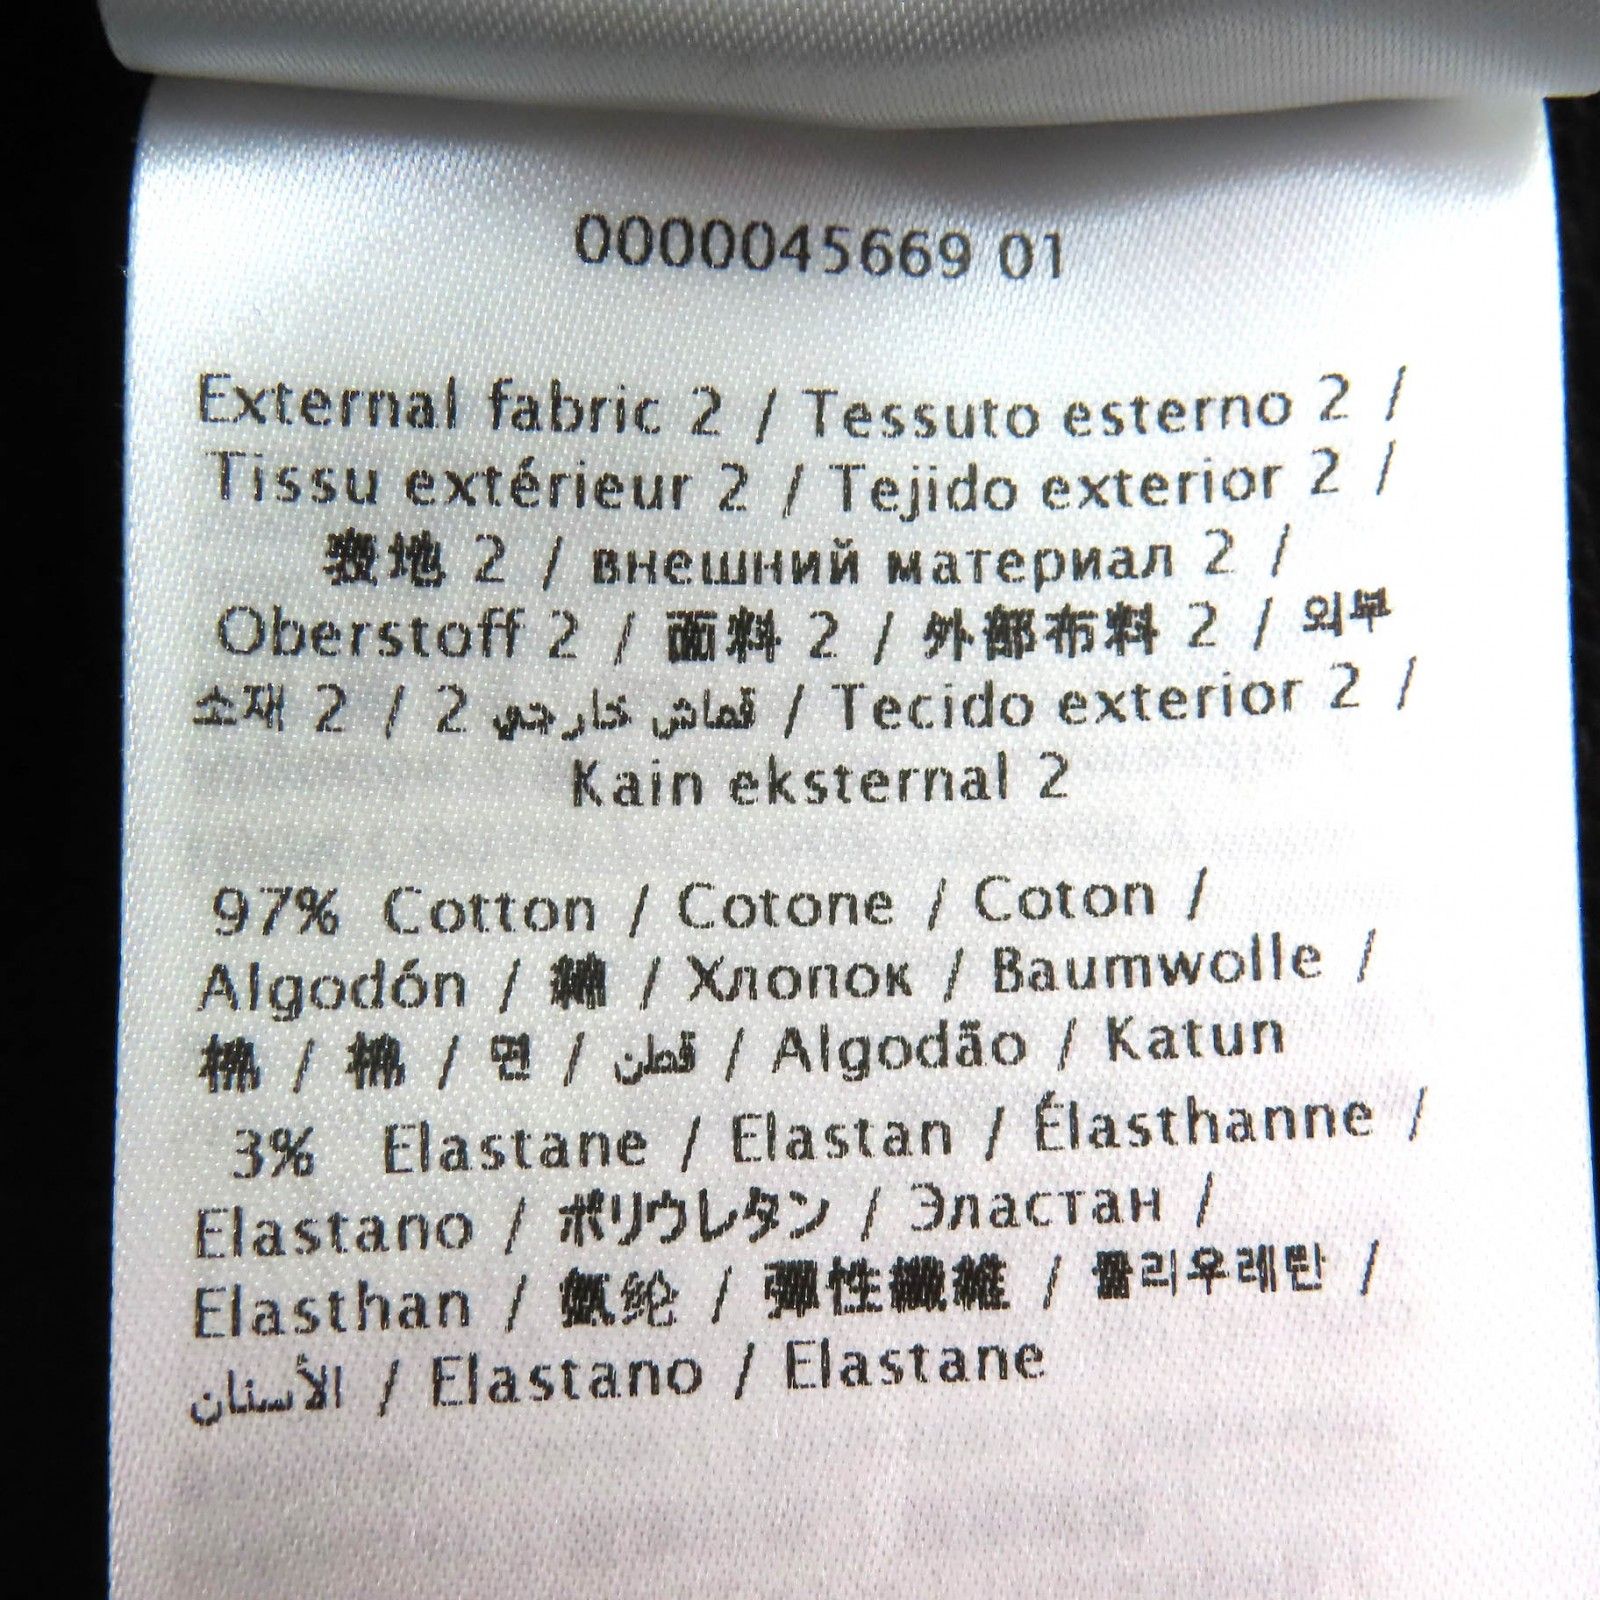 0000045669 01
External fabric 2 / Tessuto esterno 2 /
Tissu extérieur 2 / Tejido exterior 2 /
表地 2 / внешний материал 2 /
Oberstoff 2 / 面料 2 / 外部布料 2 / 외부
소재 2 / 2 قماش خارجي / Tecido exterior 2 /
Kain eksternal 2
97% Cotton / Cotone / Coton /
Algodón / 綿 / Хлопок / Baumwolle /
棉 / 棉 / 면 / قطن / Algodão / Katun
3% Elastane / Elastan / Élasthanne /
Elastano / ポリウレタン / Эластан /
Elasthan / 氨纶 / 彈性纖維 / 폴리우레탄 /
الأستان / Elastano / Elastane